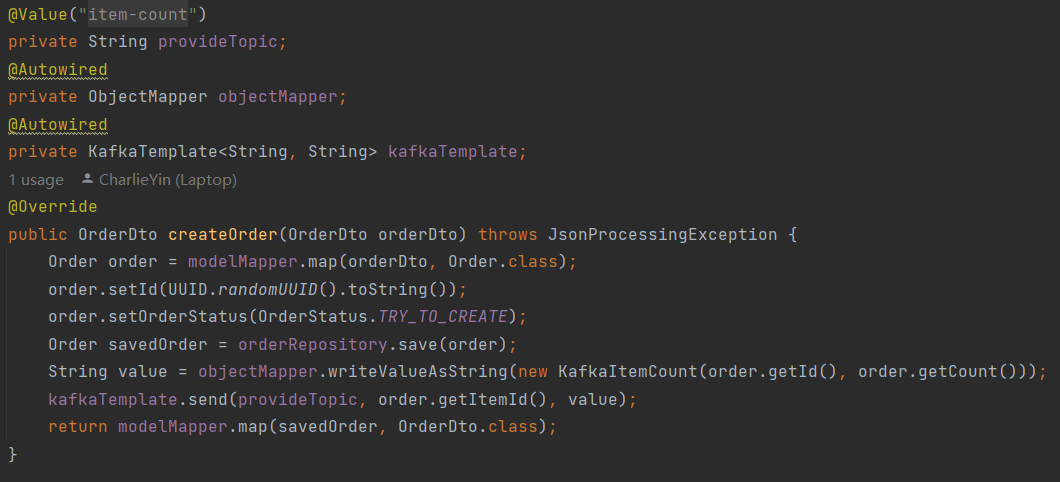 @Value("item-count")
private String provideTopic;
@Autowired
private ObjectMapper objectMapper;
@Autowired
private KafkaTemplate<String, String> kafkaTemplate;
1 usage CharlieYin (Laptop)
@Override
public OrderDto createOrder(OrderDto orderDto) throws JsonProcessingException {
    Order order = modelMapper.map(orderDto, Order.class);
    order.setId(UUID.randomUUID().toString());
    order.setOrderStatus(OrderStatus.TRY_TO_CREATE);
    Order savedOrder = orderRepository.save(order);
    String value = objectMapper.writeValueAsString(new KafkaItemCount(order.getId(), order.getCount()));
    kafkaTemplate.send(provideTopic, order.getItemId(), value);
    return modelMapper.map(savedOrder, OrderDto.class);
}